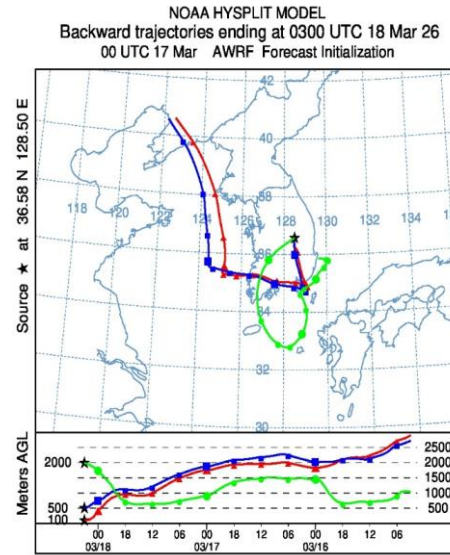 NOAA HYSPLIT MODEL
Backward trajectories ending at 0300 UTC 18 Mar 26
00 UTC 17 Mar AWRF Forecast Initialization
Source ★ at 36.58 N 128.50 E
42
40
38
118 120 122 124 126 128 130 132 134
36
34
32
30
Meters AGL
2000
500
100
2500
2000
1500
1000
500
00 18 12 06 00 18 12 06 00 18 12 06
03/18 03/17 03/16